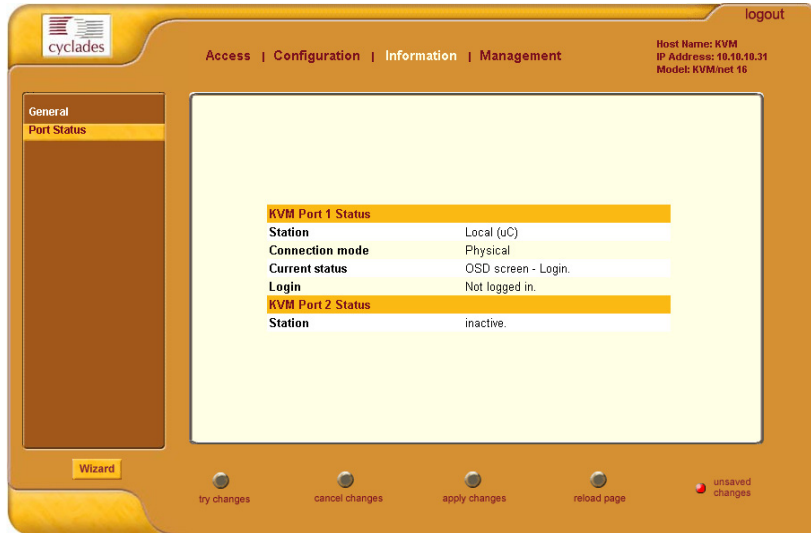 logout
cyclades
Access | Configuration | Information | Management
Host Name: KVM
IP Address: 10.10.10.31
Model: KVM/net 16
General
Port Status
KVM Port 1 Status
Station Local (uC)
Connection mode Physical
Current status OSD screen - Login.
Login Not logged in.
KVM Port 2 Status
Station inactive.
Wizard
try changes
cancel changes
apply changes
reload page
unsaved
changes